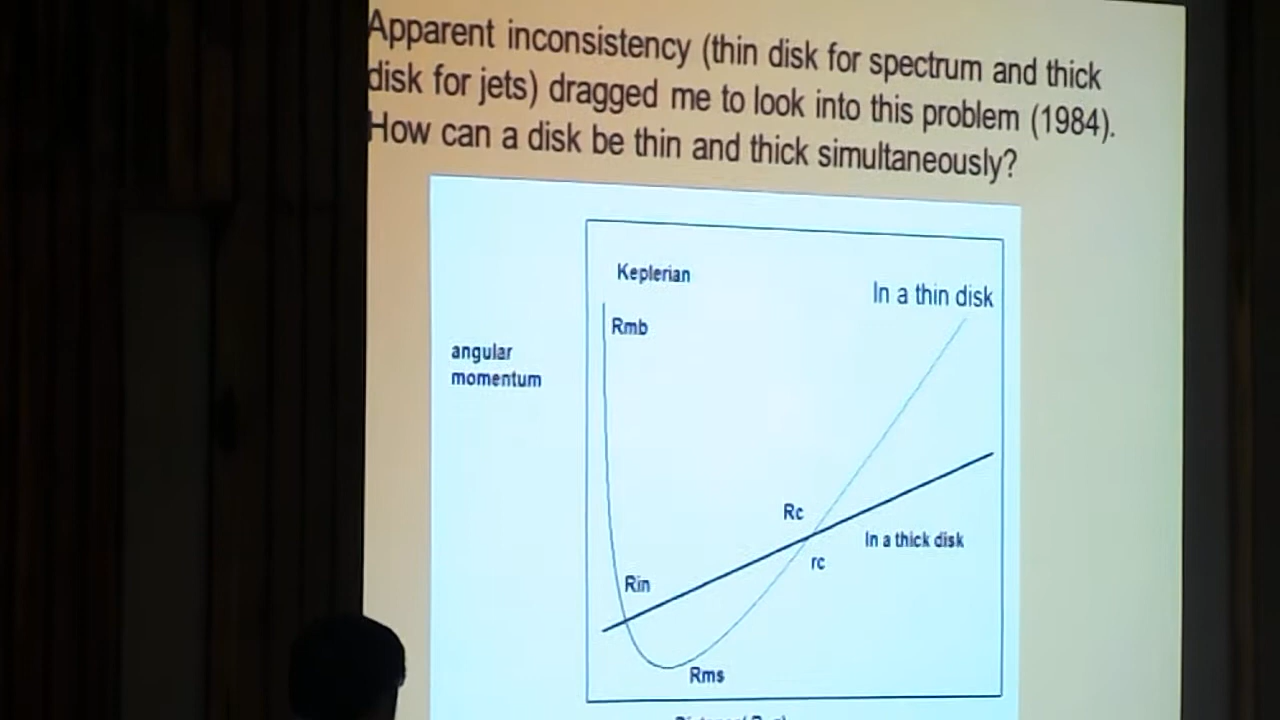 Apparent inconsistency (thin disk for spectrum and thick
disk for jets) dragged me to look into this problem (1984).
How can a disk be thin and thick simultaneously?
Keplerian
In a thin disk
Rmb
angular
momentum
Rc
In a thick disk
rc
Rin
Rms